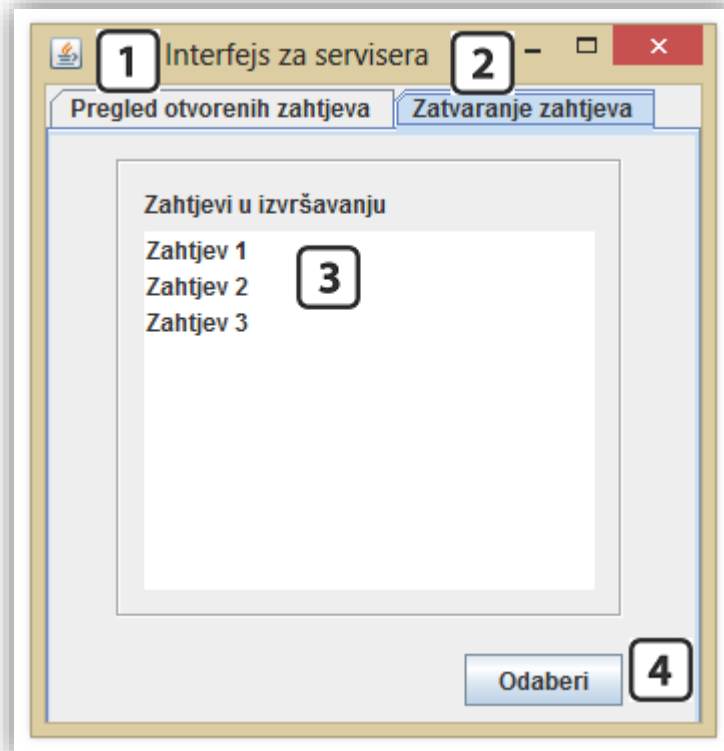 1 Interfejs za servisera 2
Pregled otvorenih zahtjeva Zatvaranje zahtjeva
Zahtjevi u izvršavanju
Zahtjev 1
Zahtjev 2 3
Zahtjev 3
Odaberi 4